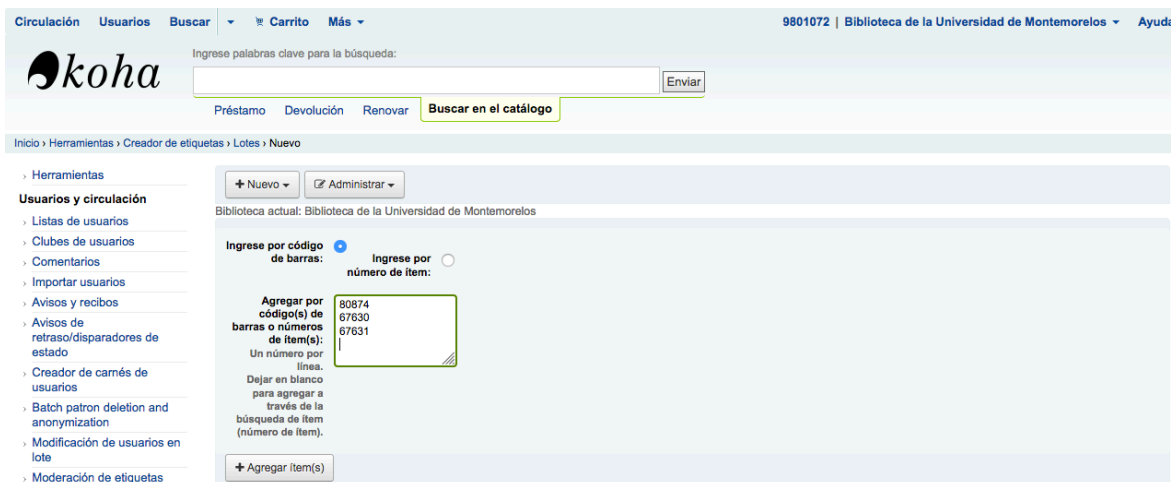 Circulación Usuarios Buscar Carrito Más 9801072 | Biblioteca de la Universidad de Montemorelos
koha
Ingrese palabras clave para la búsqueda:
Enviar
Préstamo Devolución Renovar Buscar en el catálogo
Inicio › Herramientas › Creador de etiquetas › Lotes › Nuevo
› Herramientas
Usuarios y circulación
› Listas de usuarios
› Clubes de usuarios
› Comentarios
› Importar usuarios
› Avisos y recibos
› Avisos de
retraso/disparadores de
estado
› Creador de carnés de
usuarios
› Batch patron deletion and
anonymization
› Modificación de usuarios en
lote
› Moderación de etiquetas
+ Nuevo Administrar
Biblioteca actual: Biblioteca de la Universidad de Montemorelos
Ingrese por código
de barras:
Ingrese por
número de ítem:
Agregar por
código(s) de
barras o números
de ítem(s):
Un número por
línea.
Dejar en blanco
para agregar a
través de la
búsqueda de ítem
(número de ítem).
80874
67630
67631
+ Agregar ítem(s)